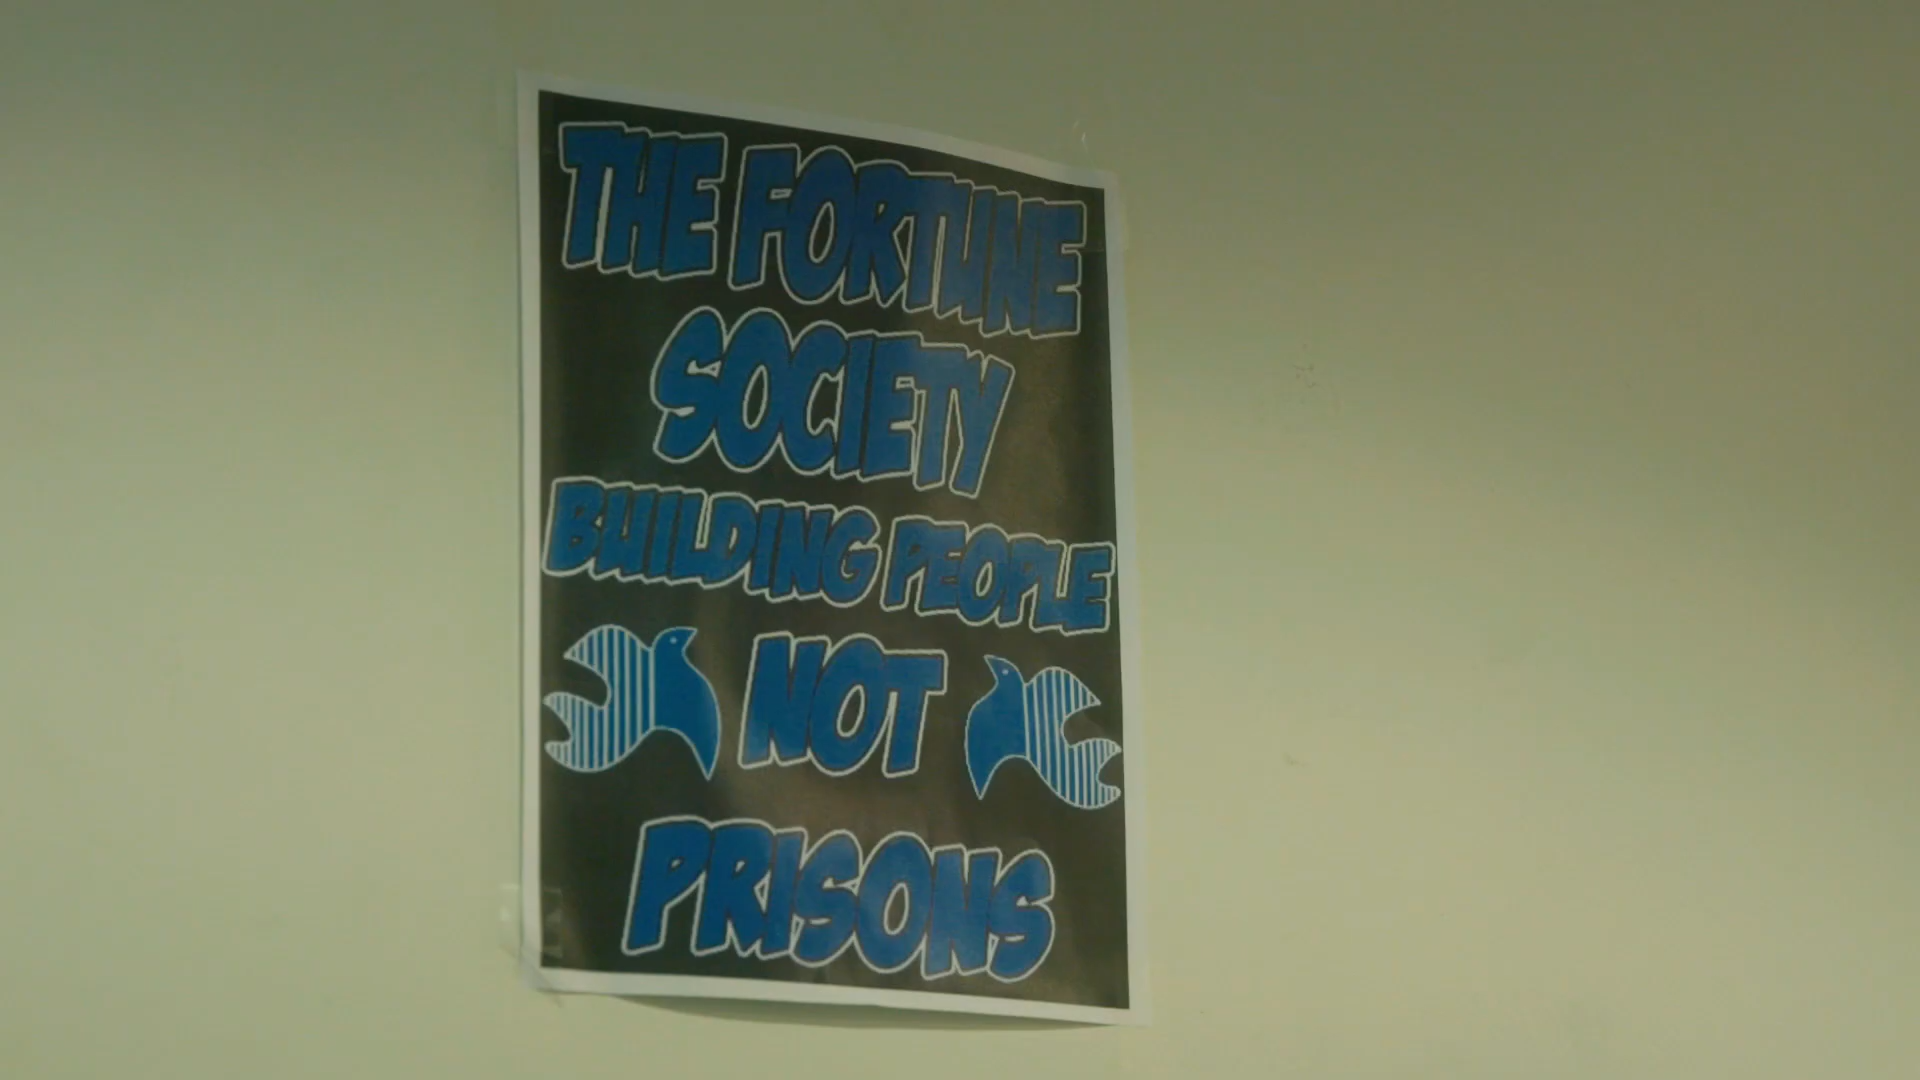 THE FORTUNE
SOCIETY
BUILDING PEOPLE
NOT
PRISONS